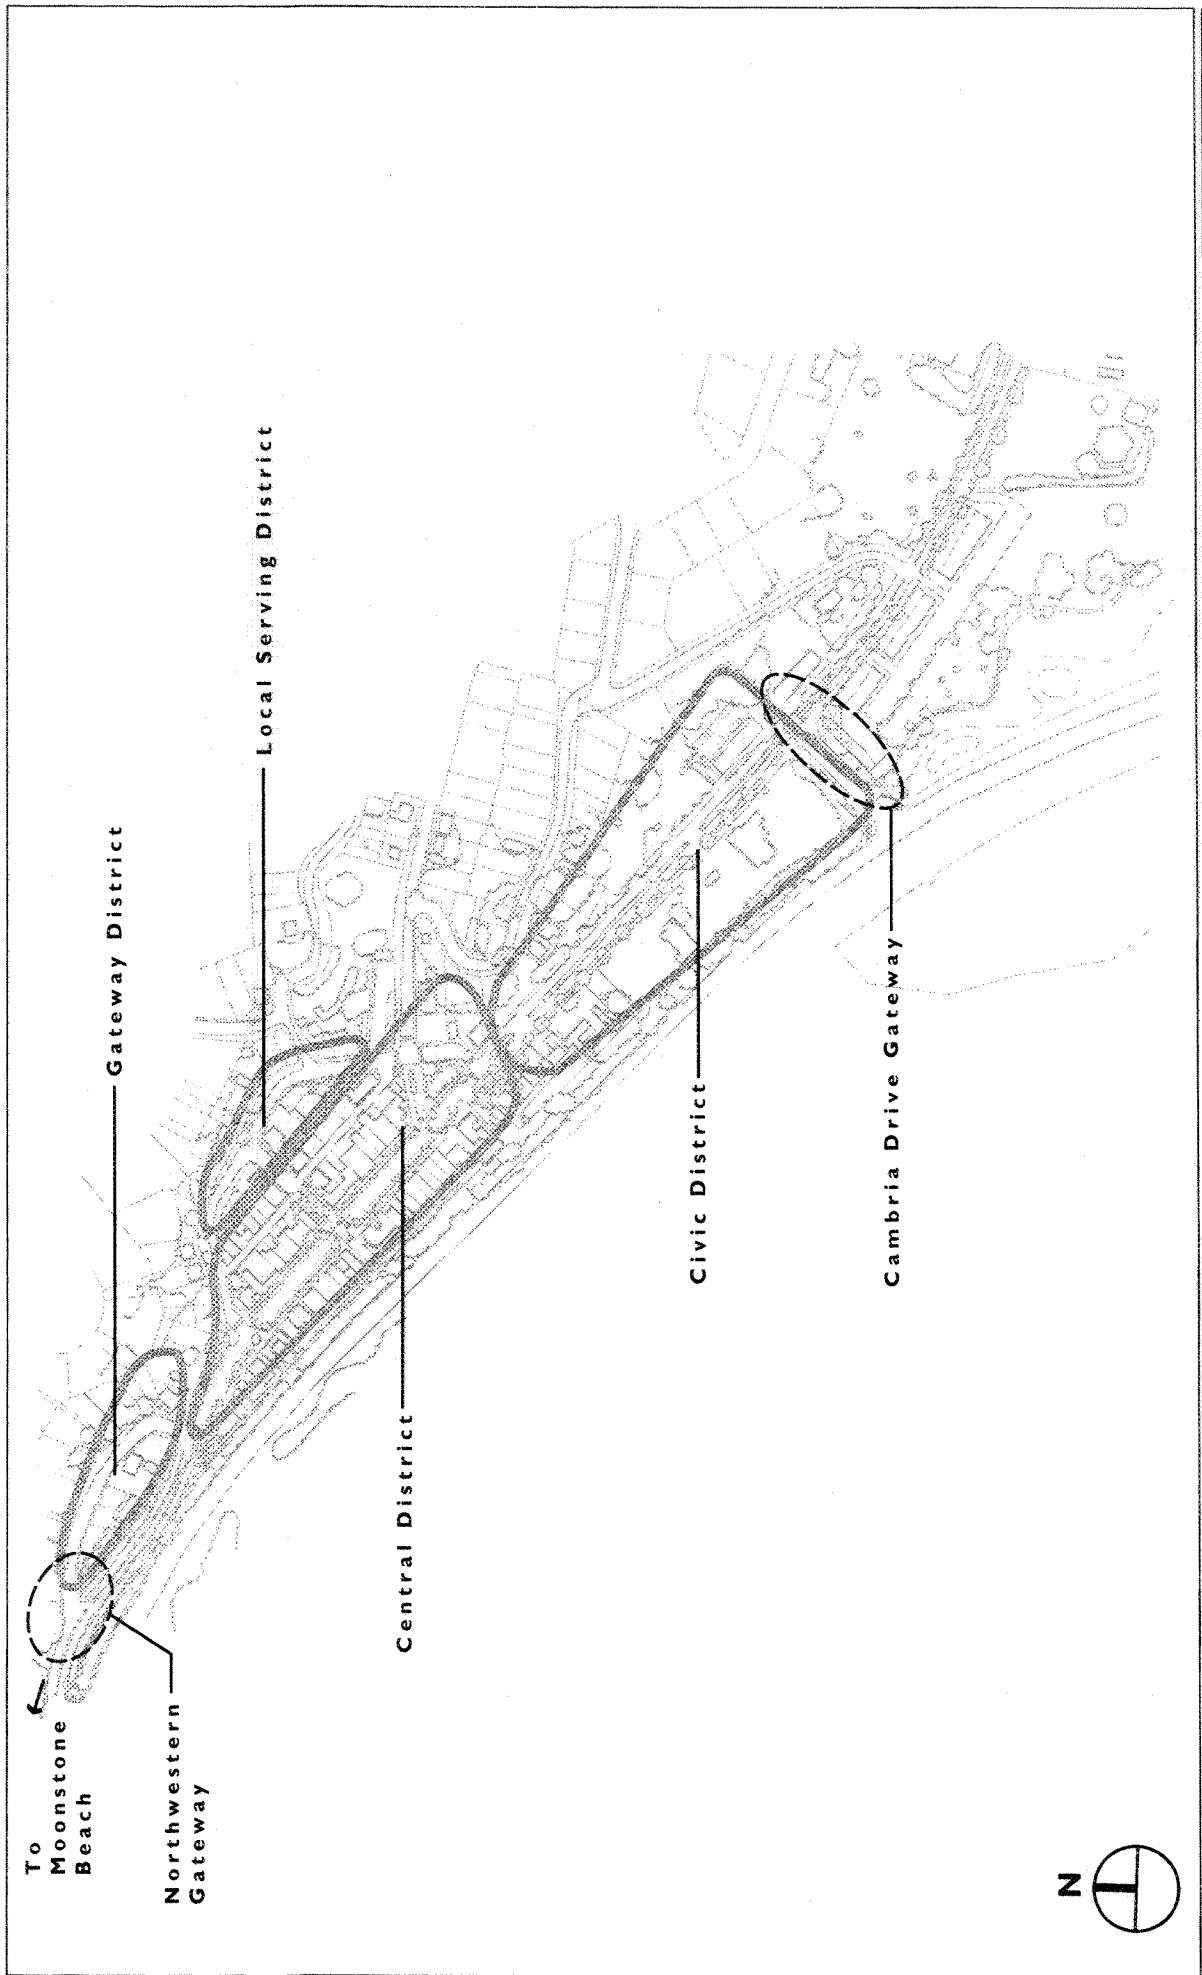 To
Moonstone
Beach
Northwestern
Gateway
Gateway District
Local Serving District
Central District
Civic District
Cambria Drive Gateway
N